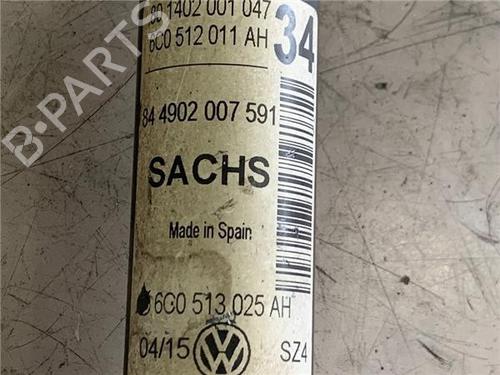 80 1402 001 047
6C0 512 011 AH
34
84 4902 007 591
SACHS
Made in Spain
6C0 513 025 AH
04/15
SZ4
B-PARTS